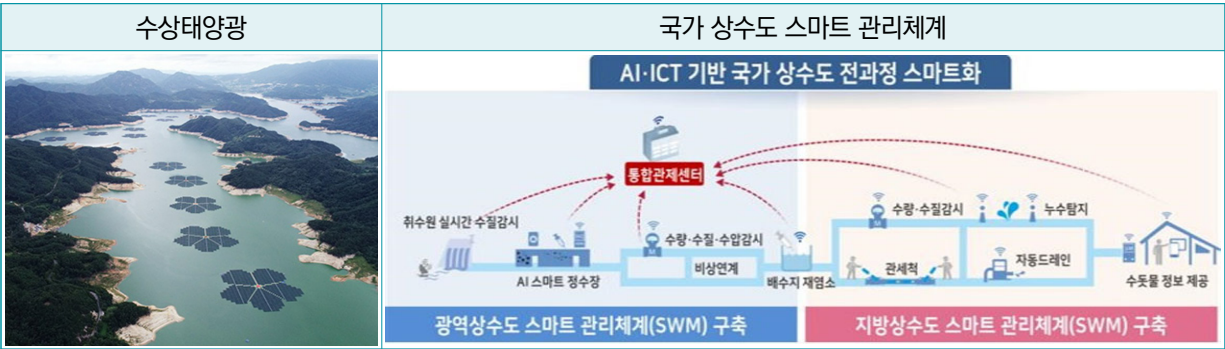 수상태양광
국가 상수도 스마트 관리체계
AI·ICT 기반 국가 상수도 전과정 스마트화
통합관제센터
취수원 실시간 수질감시
수량·수질감시
누수탐지
수량·수질·수압감시
비상연계
관세척
자동드레인
AI 스마트 정수장
배수지 재염소
수돗물 정보 제공
광역상수도 스마트 관리체계(SWM) 구축
지방상수도 스마트 관리체계(SWM) 구축